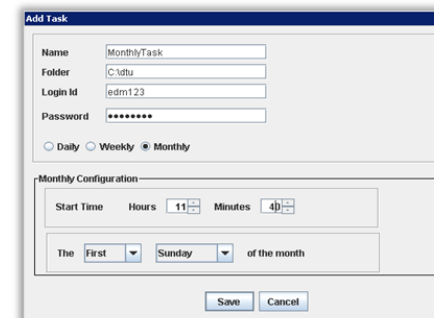 Add Task
Name MonthlyTask
Folder C:\dtu
Login Id edm123
Password ••••••••
Daily Weekly Monthly
Monthly Configuration
Start Time Hours 11 Minutes 40
The First Sunday of the month
Save Cancel